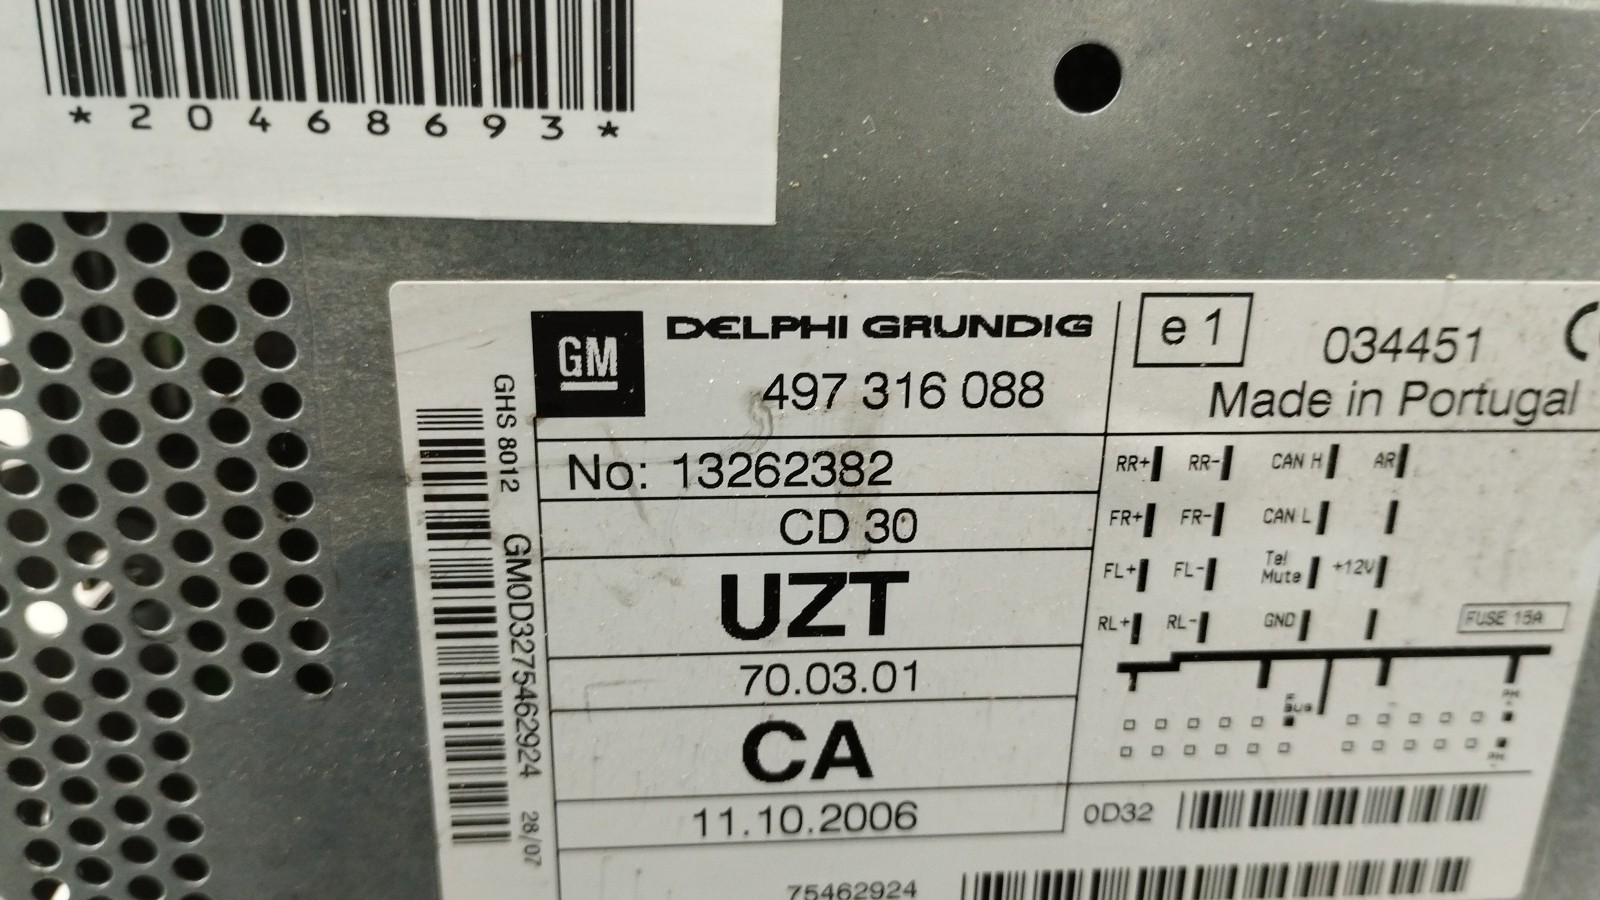 *20468693*
GM
DELPHI GRUNDIG
497 316 088
e 1
034451
Made in Portugal
No: 13262382
CD 30
UZT
70.03.01
CA
11.10.2006
GHS 8012
GM0D3275462924
28/07
RR+ RR- CAN H AR
FR+ FR- CAN L
FL+ FL- Tel Mute +12V
RL+ RL- GND
FUSE 15A
0D32
75462924